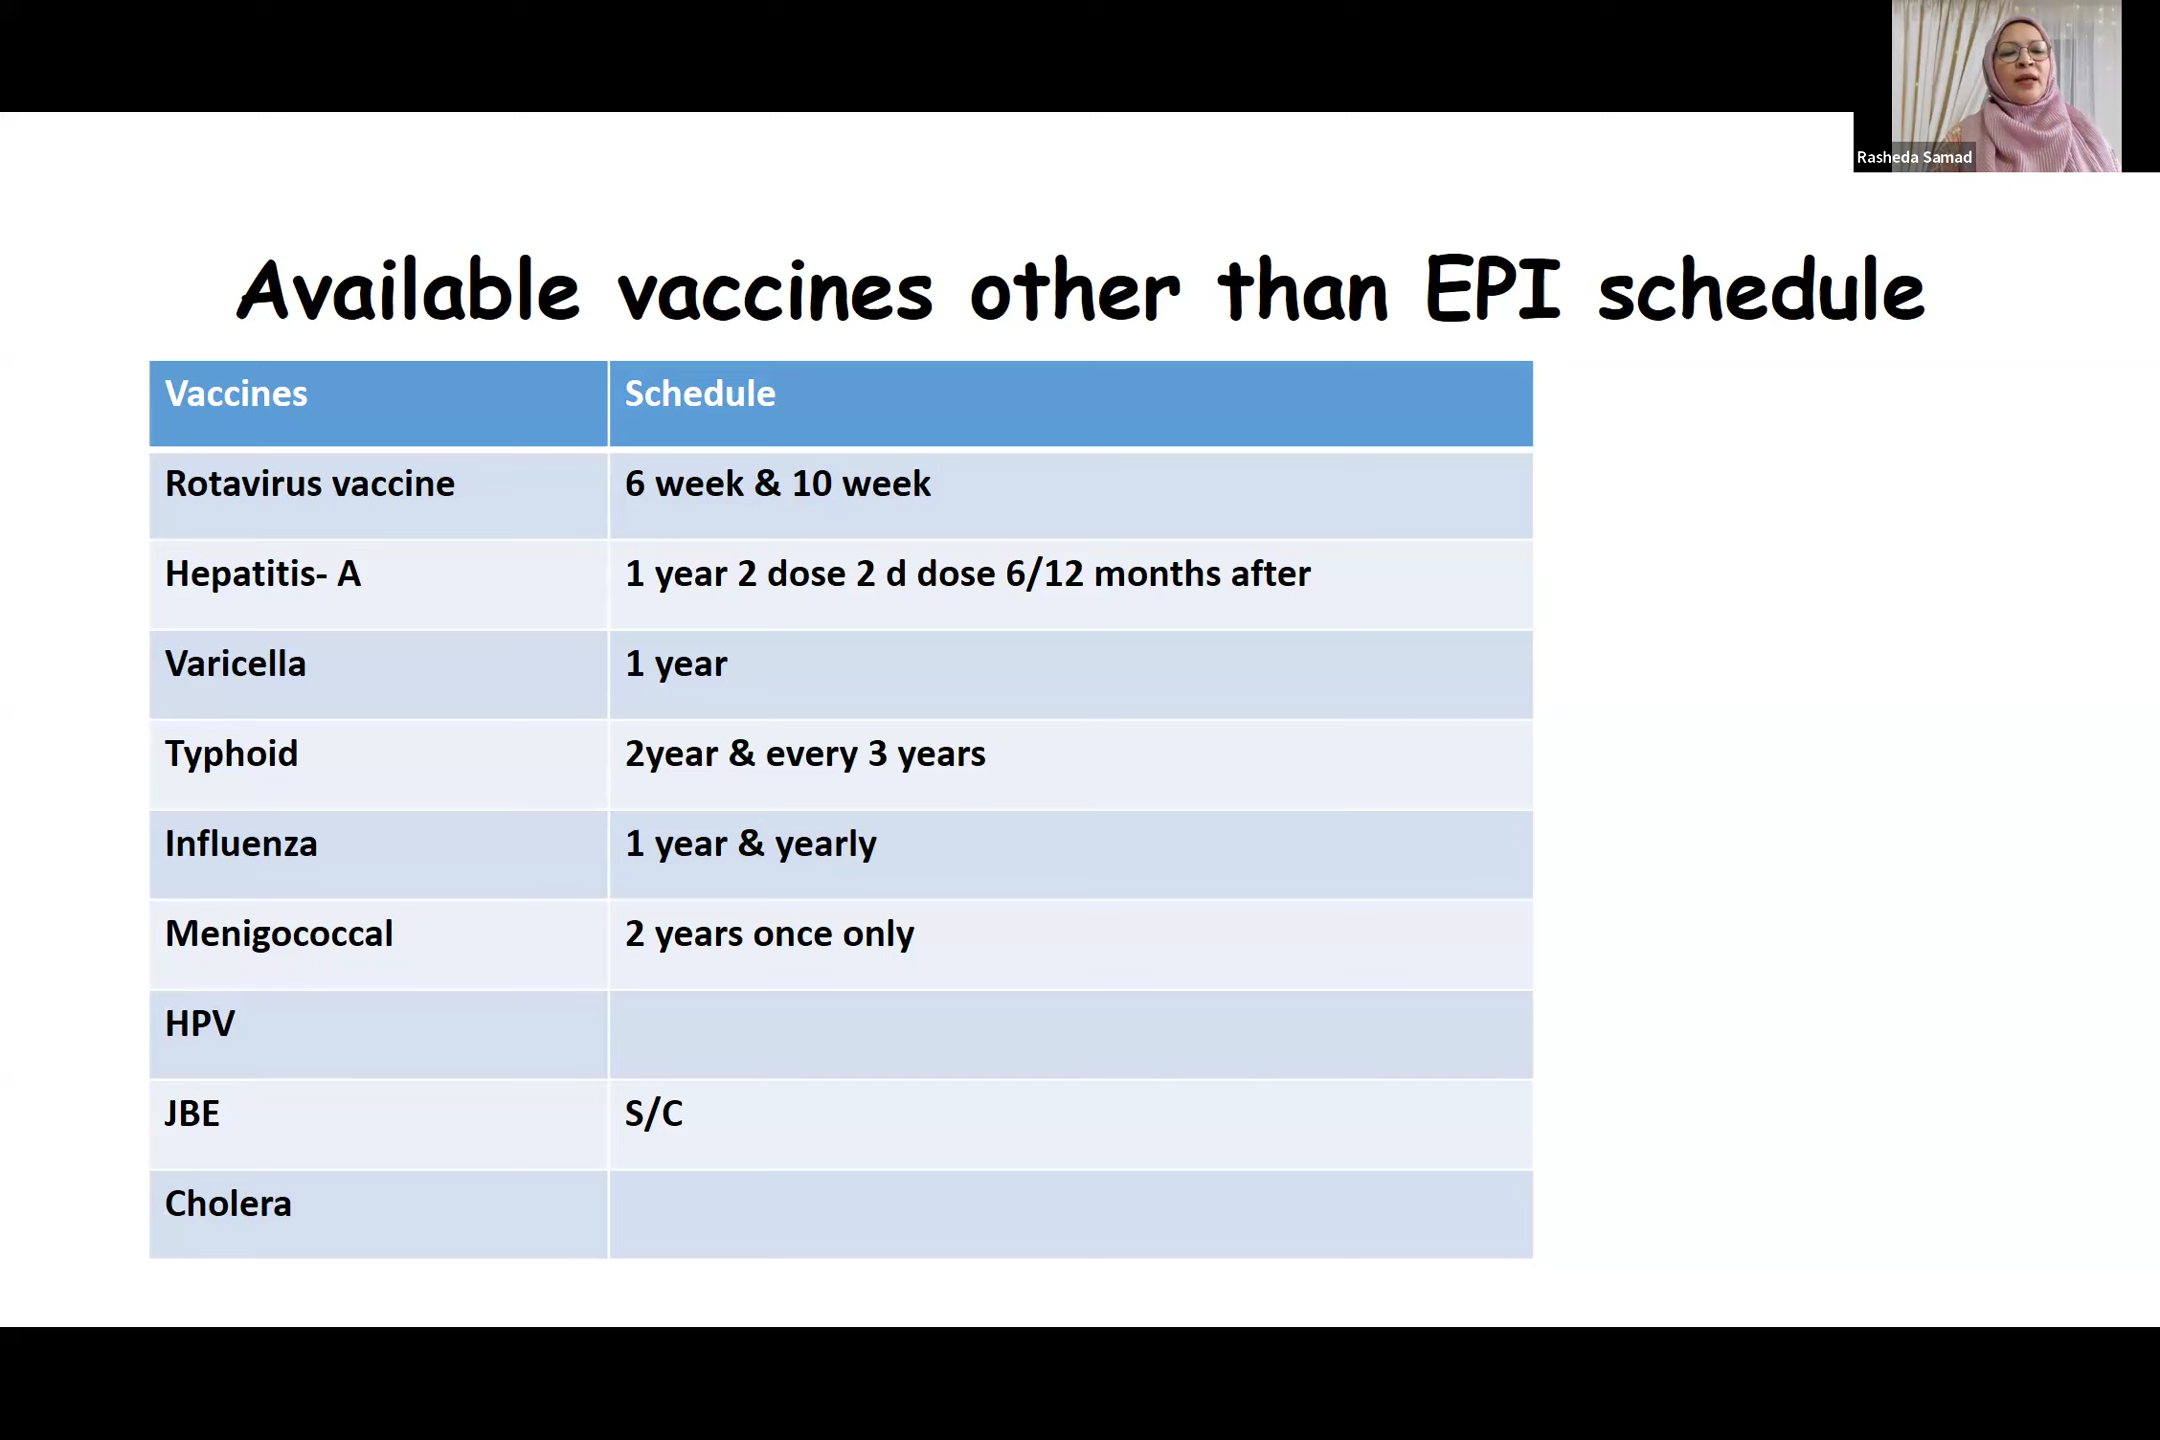 Rasheda Samad
Available vaccines other than EPI schedule
Vaccines Schedule
Rotavirus vaccine 6 week & 10 week
Hepatitis- A 1 year 2 dose 2 d dose 6/12 months after
Varicella 1 year
Typhoid 2year & every 3 years
Influenza 1 year & yearly
Menigococcal 2 years once only
HPV
JBE S/C
Cholera